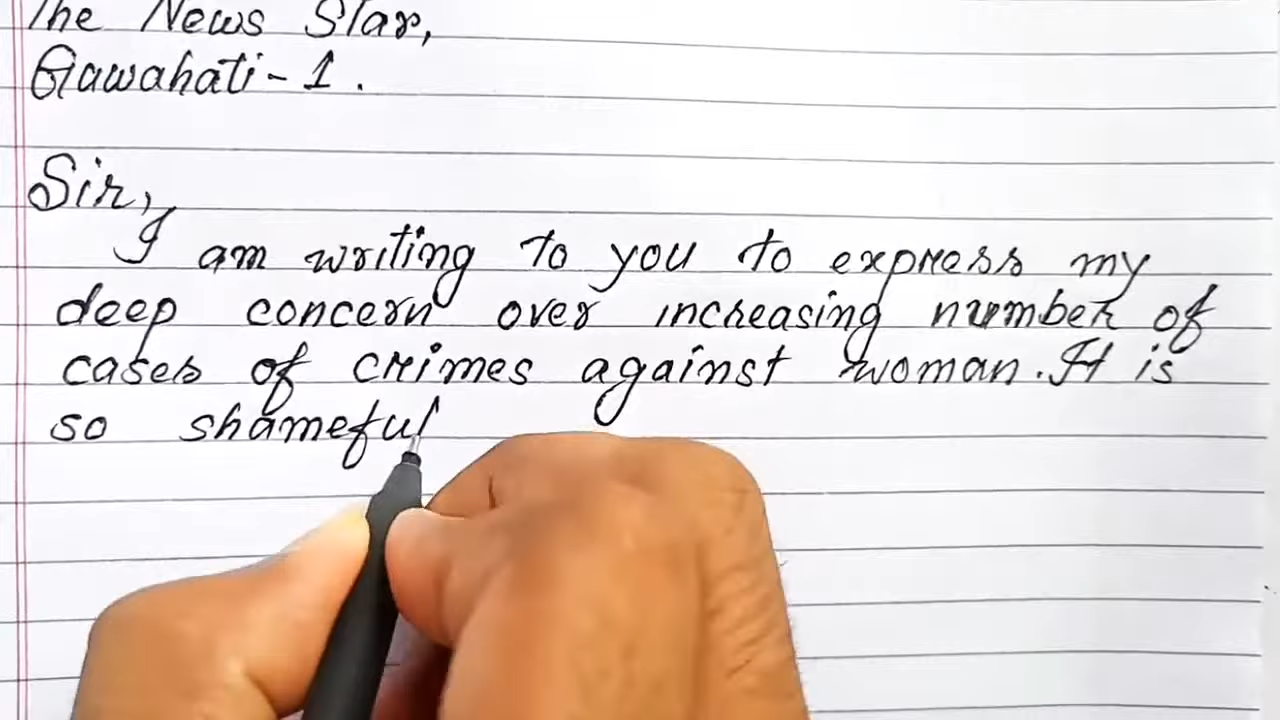 The News Star,
Gawahati-1.
Sir,
I am writing to you to express my
deep concern over increasing number of
cases of crimes against woman. It is
so shameful